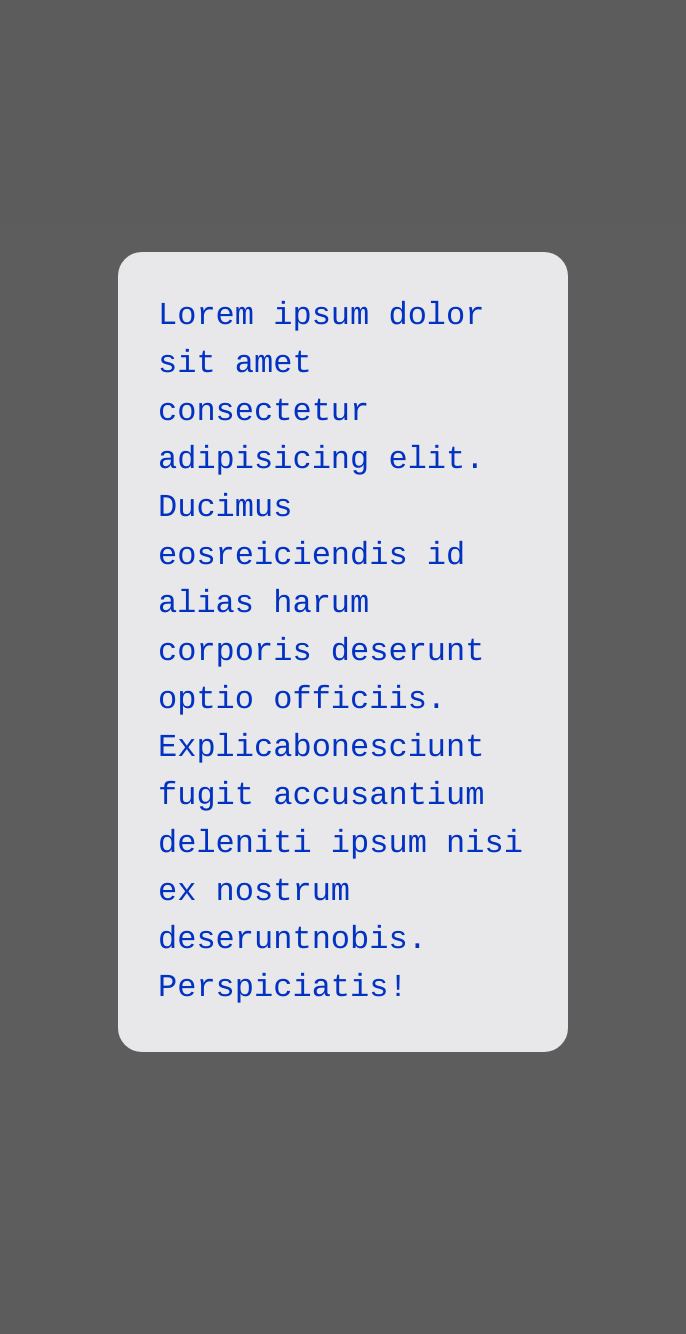 Lorem ipsum dolor
sit amet
consectetur
adipisicing elit.
Ducimus
eosreiciendis id
alias harum
corporis deserunt
optio officiis.
Explicabonesciunt
fugit accusantium
deleniti ipsum nisi
ex nostrum
deseruntnobis.
Perspiciatis!